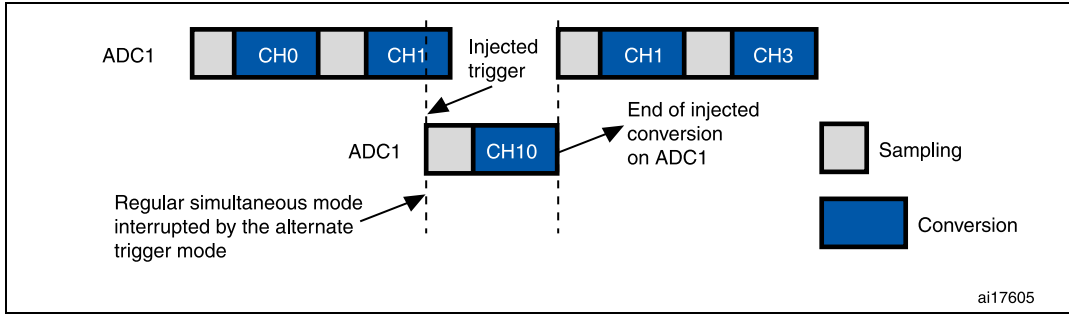 ADC1
CH0
CH1
Injected
trigger
CH1
CH3
ADC1
CH10
End of injected
conversion
on ADC1
Sampling
Regular simultaneous mode
interrupted by the alternate
trigger mode
Conversion
ai17605